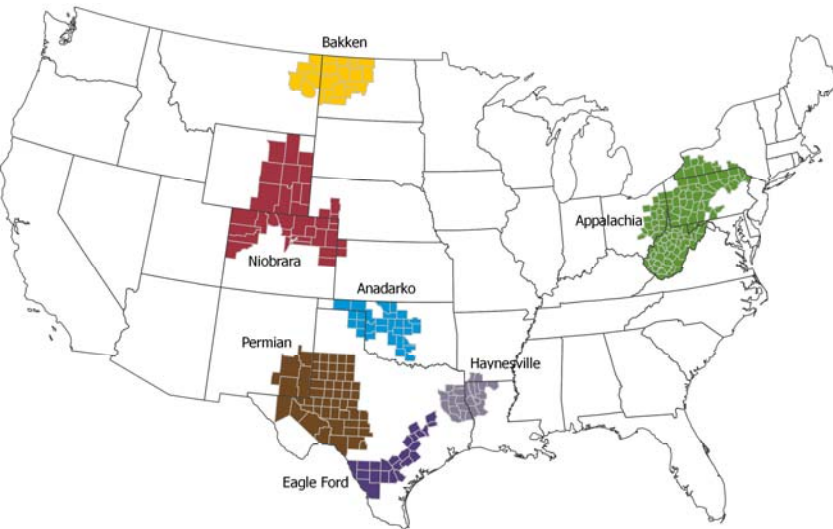 Bakken
Appalachia
Niobrara
Anadarko
Permian
Haynesville
Eagle Ford